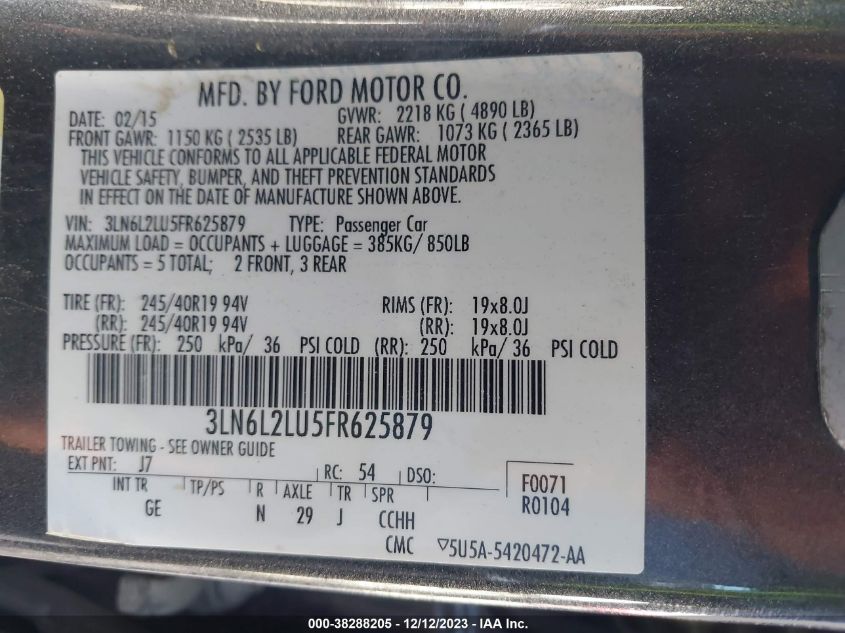 MFD. BY FORD MOTOR CO.
DATE: 02/15 GVWR: 2218 KG ( 4890 LB)
FRONT GAWR: 1150 KG ( 2535 LB) REAR GAWR: 1073 KG ( 2365 LB)
THIS VEHICLE CONFORMS TO ALL APPLICABLE FEDERAL MOTOR
VEHICLE SAFETY, BUMPER, AND THEFT PREVENTION STANDARDS
IN EFFECT ON THE DATE OF MANUFACTURE SHOWN ABOVE.
VIN: 3LN6L2LU5FR625879 TYPE: Passenger Car
MAXIMUM LOAD = OCCUPANTS + LUGGAGE = 385KG/ 850LB
OCCUPANTS = 5 TOTAL; 2 FRONT, 3 REAR
TIRE (FR): 245/40R19 94V RIMS (FR): 19x8.0J
(RR): 245/40R19 94V (RR): 19x8.0J
PRESSURE (FR): 250 kPa/ 36 PSI COLD (RR): 250 kPa/ 36 PSI COLD
3LN6L2LU5FR625879
TRAILER TOWING - SEE OWNER GUIDE
EXT PNT: J7 RC: 54 DSO:
INT TR TP/PS R AXLE TR SPR
GE N 29 J CCHH
F0071
R0104
CMC ▽5U5A-5420472-AA
000-38288205 - 12/12/2023 - IAA Inc.